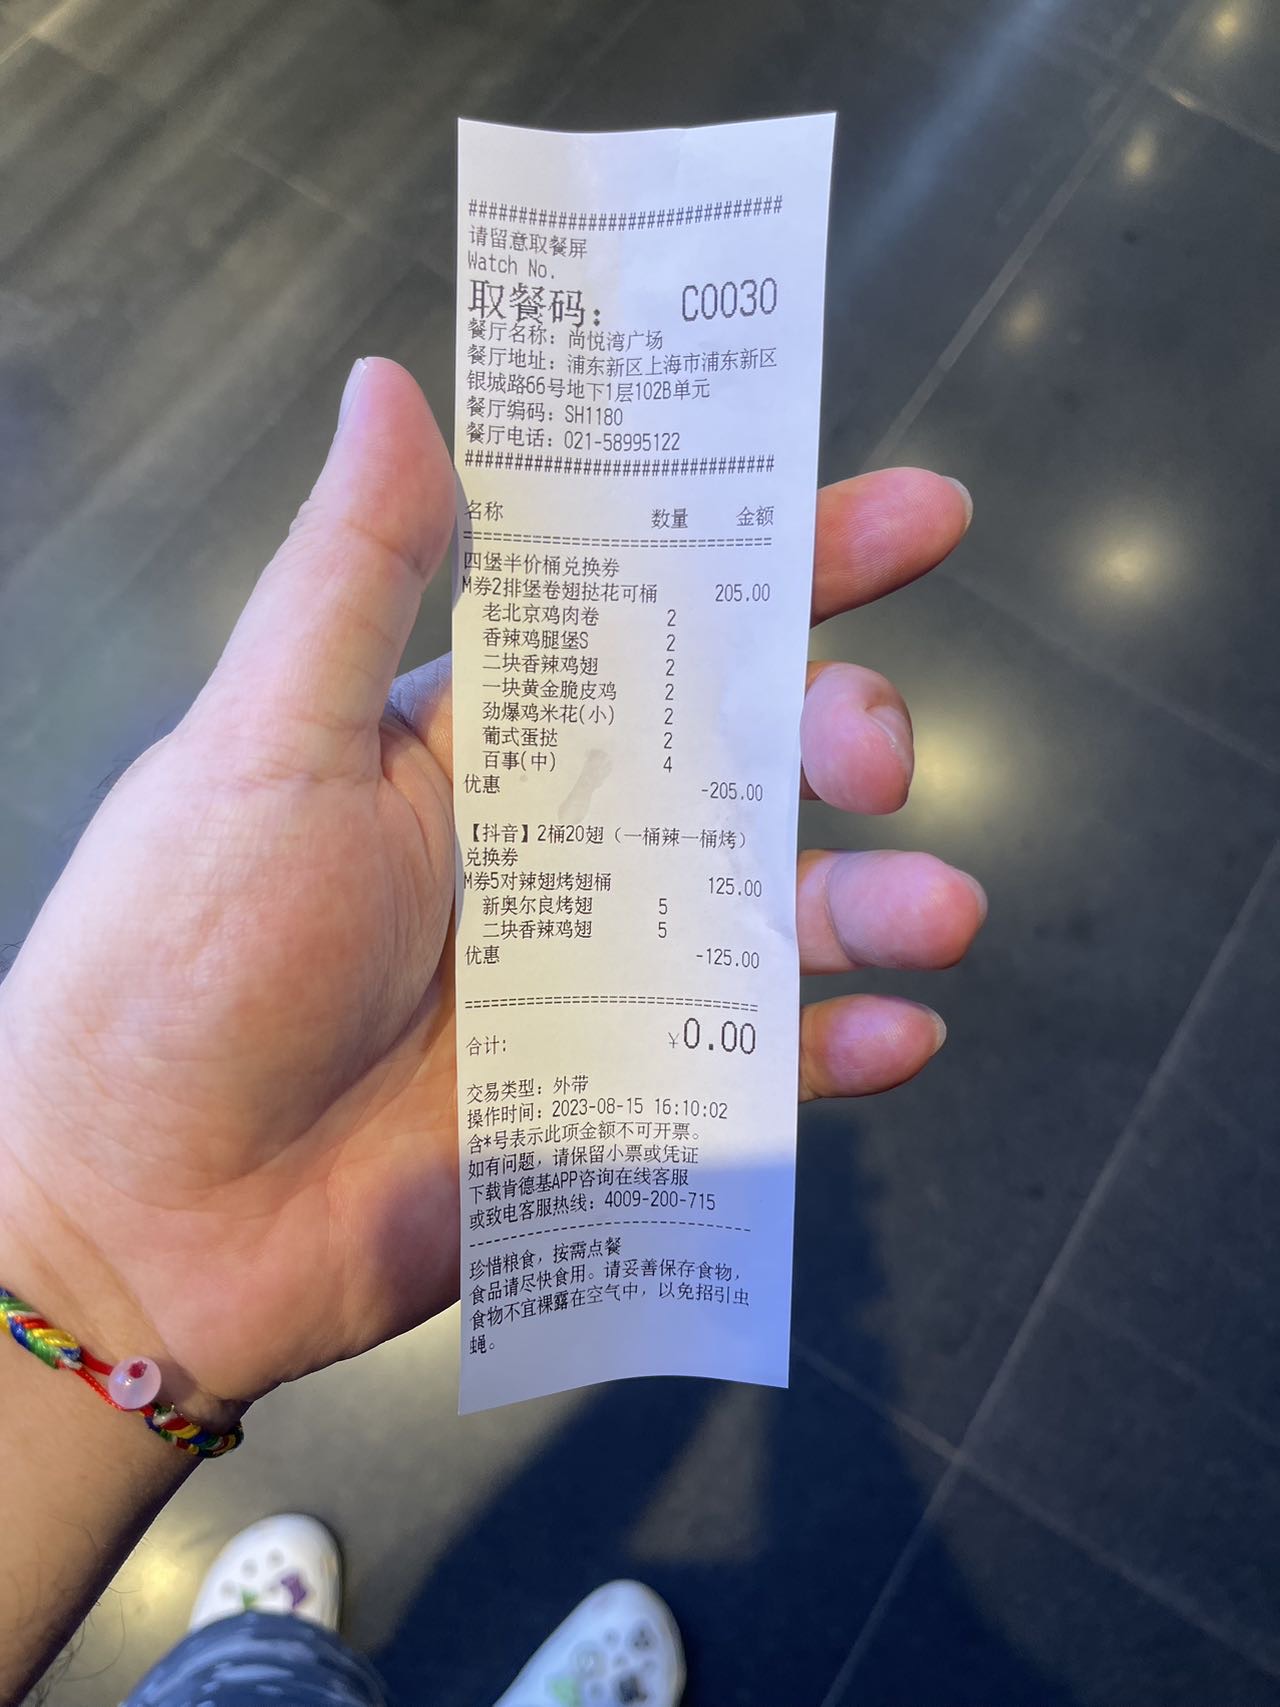 ################################
请留意取餐屏
Watch No.
取餐码： C0030
餐厅名称：尚悦湾广场
餐厅地址：浦东新区上海市浦东新区
银城路66号地下1层102B单元
餐厅编码：SH1180
餐厅电话：021-58995122
################################
名称 数量 金额
================================
四堡半价桶兑换券
M券2排堡卷翅挞花可桶 205.00
老北京鸡肉卷 2
香辣鸡腿堡S 2
二块香辣鸡翅 2
一块黄金脆皮鸡 2
劲爆鸡米花(小) 2
葡式蛋挞 2
百事(中) 4
优惠 -205.00
【抖音】2桶20翅（一桶辣一桶烤）
兑换券
M券5对辣翅烤翅桶 125.00
新奥尔良烤翅 5
二块香辣鸡翅 5
优惠 -125.00
================================
合计: ¥0.00
交易类型：外带
操作时间：2023-08-15 16:10:02
含*号表示此项金额不可开票。
如有问题，请保留小票或凭证
下载肯德基APP咨询在线客服
或致电客服热线：4009-200-715
--------------------------------
珍惜粮食，按需点餐
食品请尽快食用。请妥善保存食物，
食物不宜裸露在空气中，以免招引虫
蝇。